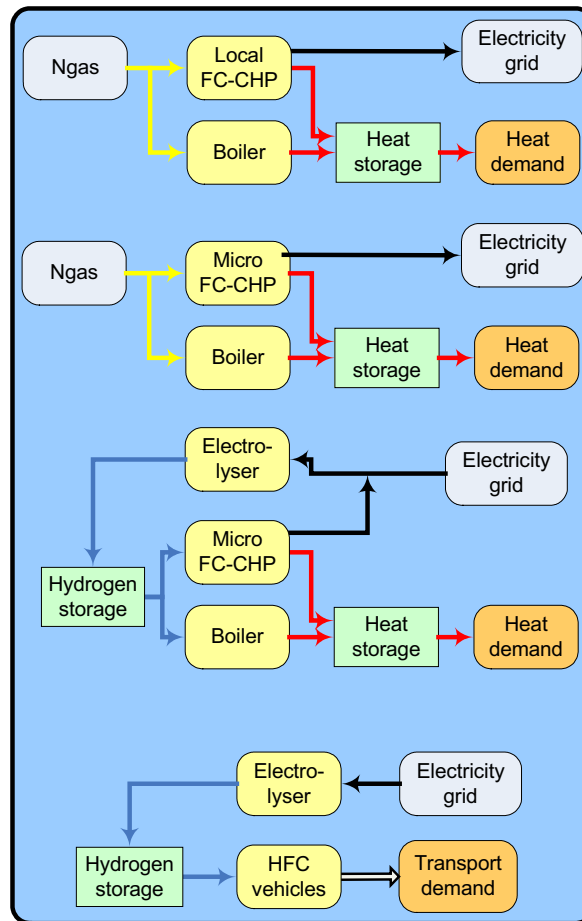 Ngas
Local
FC-CHP
Electricity
grid
Boiler
Heat
storage
Heat
demand
Ngas
Micro
FC-CHP
Electricity
grid
Boiler
Heat
storage
Heat
demand
Electro-
lyser
Electricity
grid
Micro
FC-CHP
Hydrogen
storage
Boiler
Heat
storage
Heat
demand
Electro-
lyser
Electricity
grid
Hydrogen
storage
HFC
vehicles
Transport
demand